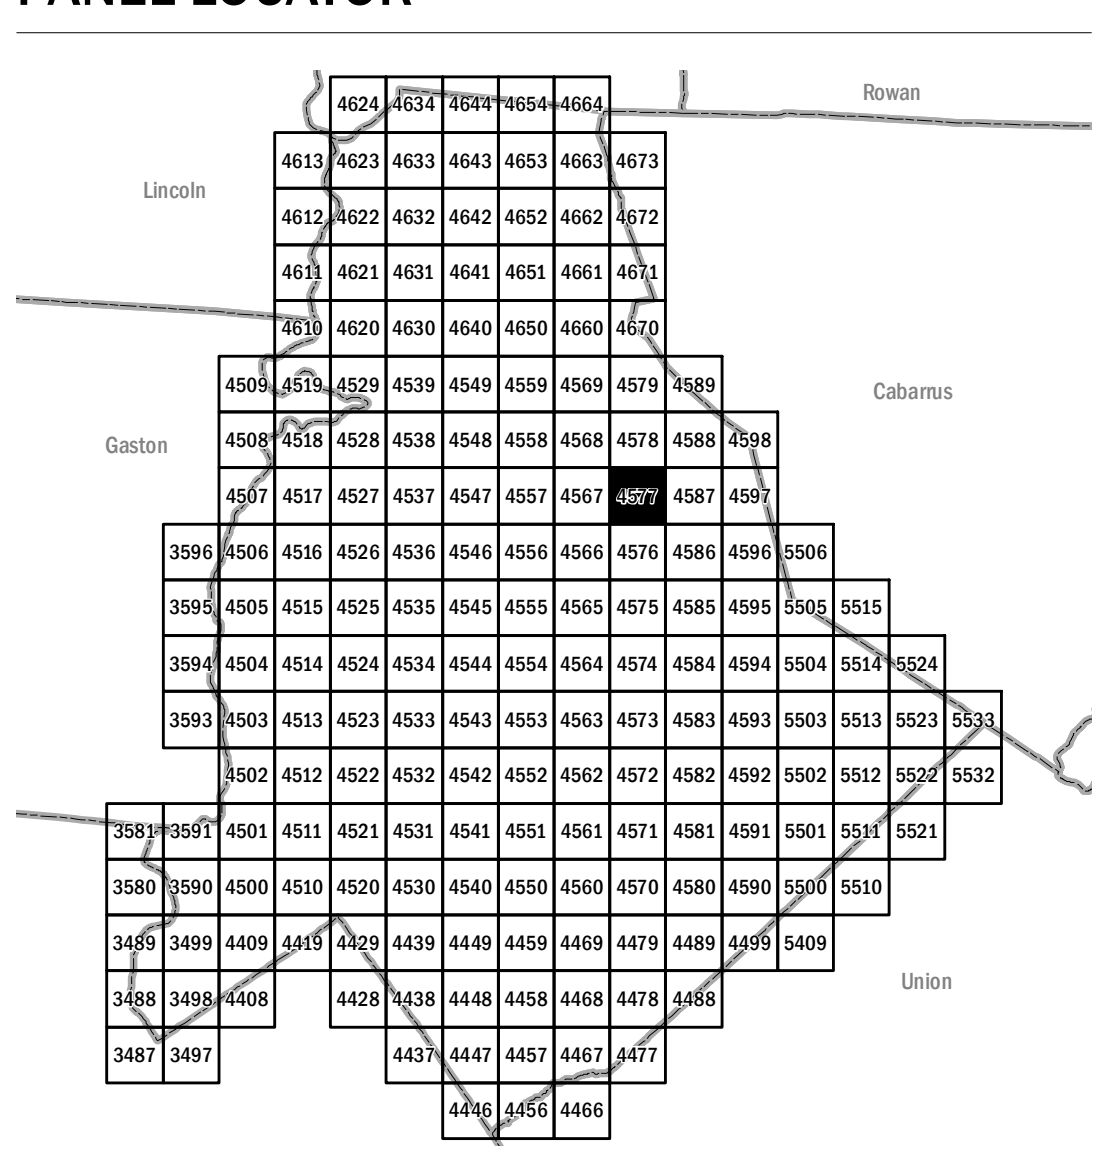 PANEL LOCATOR
Rowan
4624 4634 4644 4654 4664
4613 4623 4633 4643 4653 4663 4673
Lincoln
4612 4622 4632 4642 4652 4662 4672
4611 4621 4631 4641 4651 4661 4671
4610 4620 4630 4640 4650 4660 4670
4509 4519 4529 4539 4549 4559 4569 4579 4589
Cabarrus
Gaston
4508 4518 4528 4538 4548 4558 4568 4578 4588 4598
4507 4517 4527 4537 4547 4557 4567 4577 4587 4597
3596 4506 4516 4526 4536 4546 4556 4566 4576 4586 4596 5506
3595 4505 4515 4525 4535 4545 4555 4565 4575 4585 4595 5505 5515
3594 4504 4514 4524 4534 4544 4554 4564 4574 4584 4594 5504 5514 5524
3593 4503 4513 4523 4533 4543 4553 4563 4573 4583 4593 5503 5513 5523 5533
4502 4512 4522 4532 4542 4552 4562 4572 4582 4592 5502 5512 5522 5532
3581 3591 4501 4511 4521 4531 4541 4551 4561 4571 4581 4591 5501 5511 5521
3580 3590 4500 4510 4520 4530 4540 4550 4560 4570 4580 4590 5500 5510
3489 3499 4409 4419 4429 4439 4449 4459 4469 4479 4489 4499 5409
Union
3488 3498 4408 4428 4438 4448 4458 4468 4478 4488
3487 3497 4437 4447 4457 4467 4477
4446 4456 4466